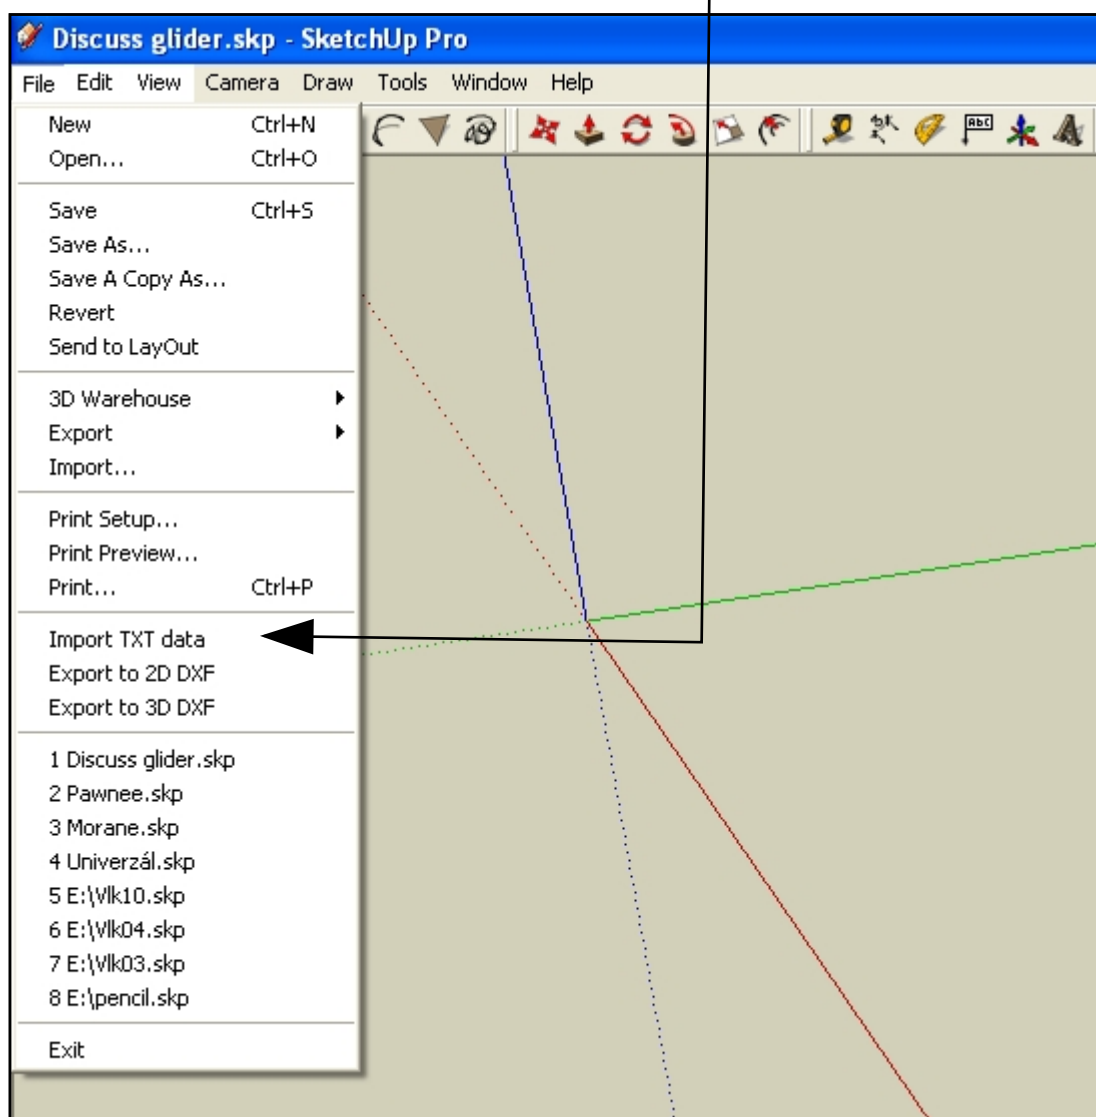 Discuss glider.skp - SketchUp Pro
File Edit View Camera Draw Tools Window Help
New Ctrl+N
Open... Ctrl+O
Save Ctrl+S
Save As...
Save A Copy As...
Revert
Send to LayOut
3D Warehouse
Export
Import...
Print Setup...
Print Preview...
Print... Ctrl+P
Import TXT data
Export to 2D DXF
Export to 3D DXF
1 Discuss glider.skp
2 Pawnee.skp
3 Morane.skp
4 Univerzál.skp
5 E:\Vlk10.skp
6 E:\Vlk04.skp
7 E:\Vlk03.skp
8 E:\pencil.skp
Exit
ABC